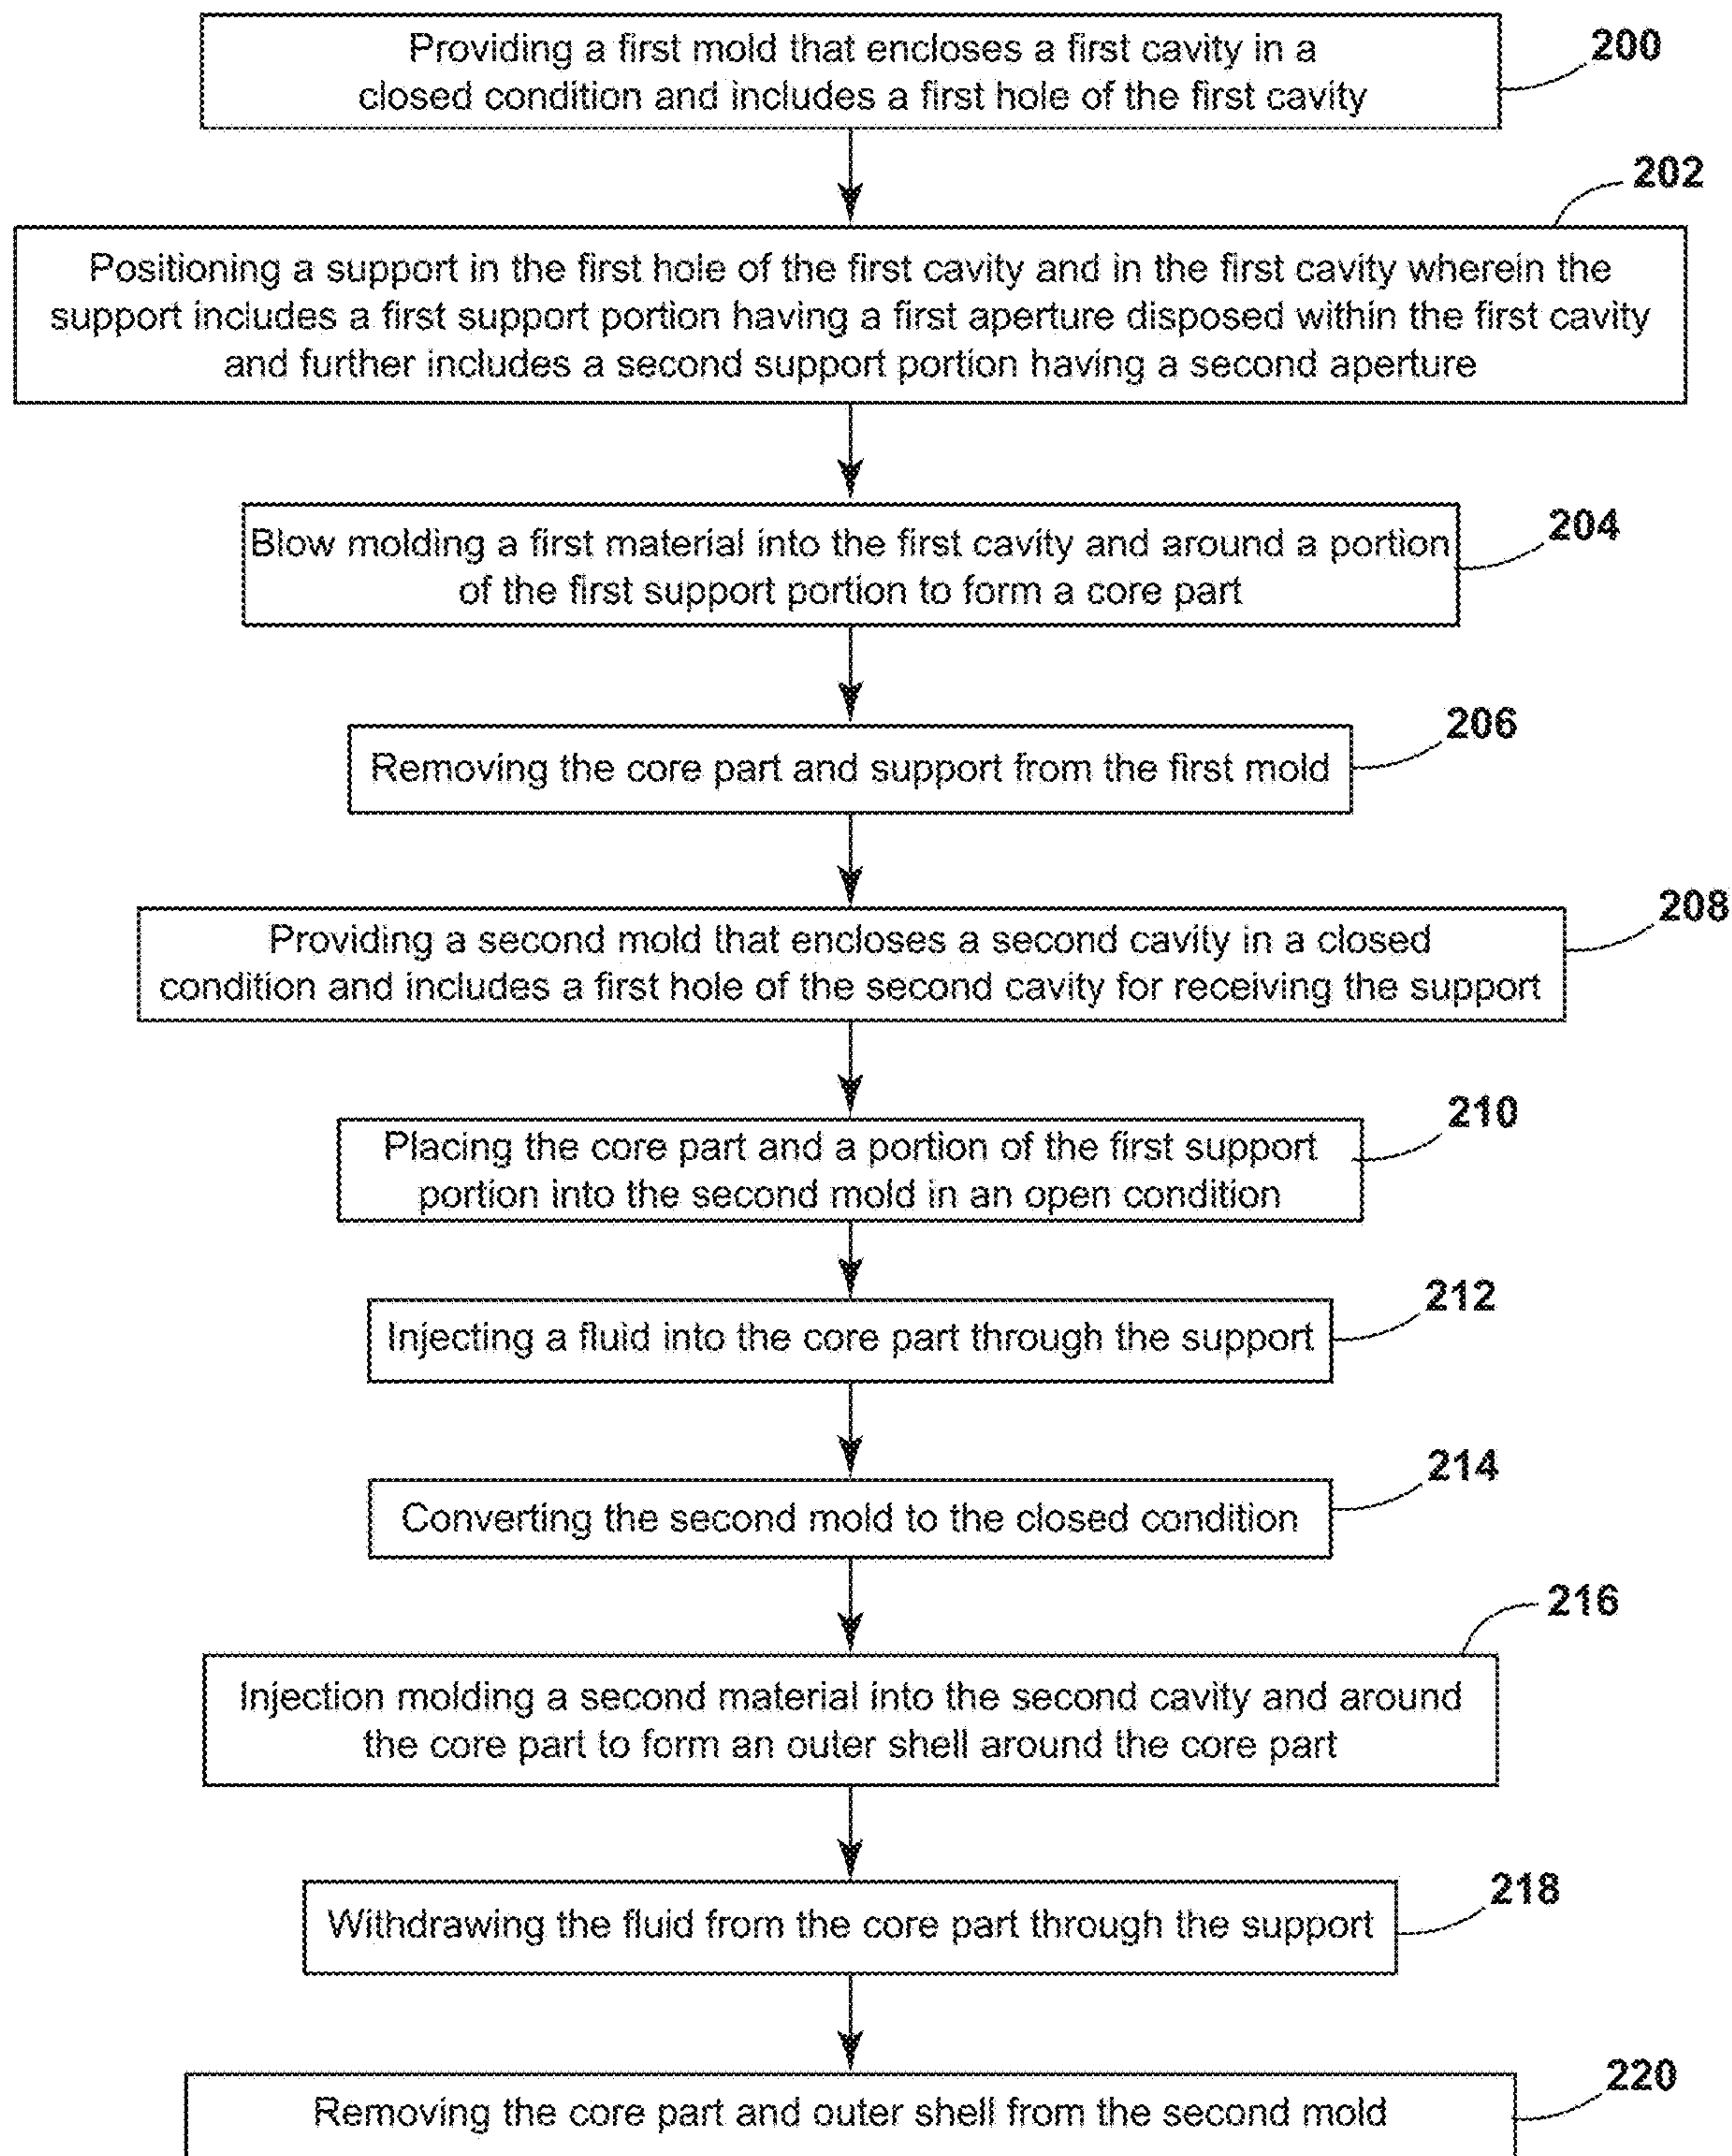 Providing a first mold that encloses a first cavity in a
closed condition and includes a first hole of the first cavity
200
202
Positioning a support in the first hole of the first cavity and in the first cavity wherein the
support includes a first support portion having a first aperture disposed within the first cavity
and further includes a second support portion having a second aperture
Blow molding a first material into the first cavity and around a portion
of the first support portion to form a core part
204
206
Removing the core part and support from the first mold
208
Providing a second mold that encloses a second cavity in a closed
condition and includes a first hole of the second cavity for receiving the support
210
Placing the core part and a portion of the first support
portion into the second mold in an open condition
212
Injecting a fluid into the core part through the support
214
Converting the second mold to the closed condition
216
Injection molding a second material into the second cavity and around
the core part to form an outer shell around the core part
218
Withdrawing the fluid from the core part through the support
220
Removing the core part and outer shell from the second mold